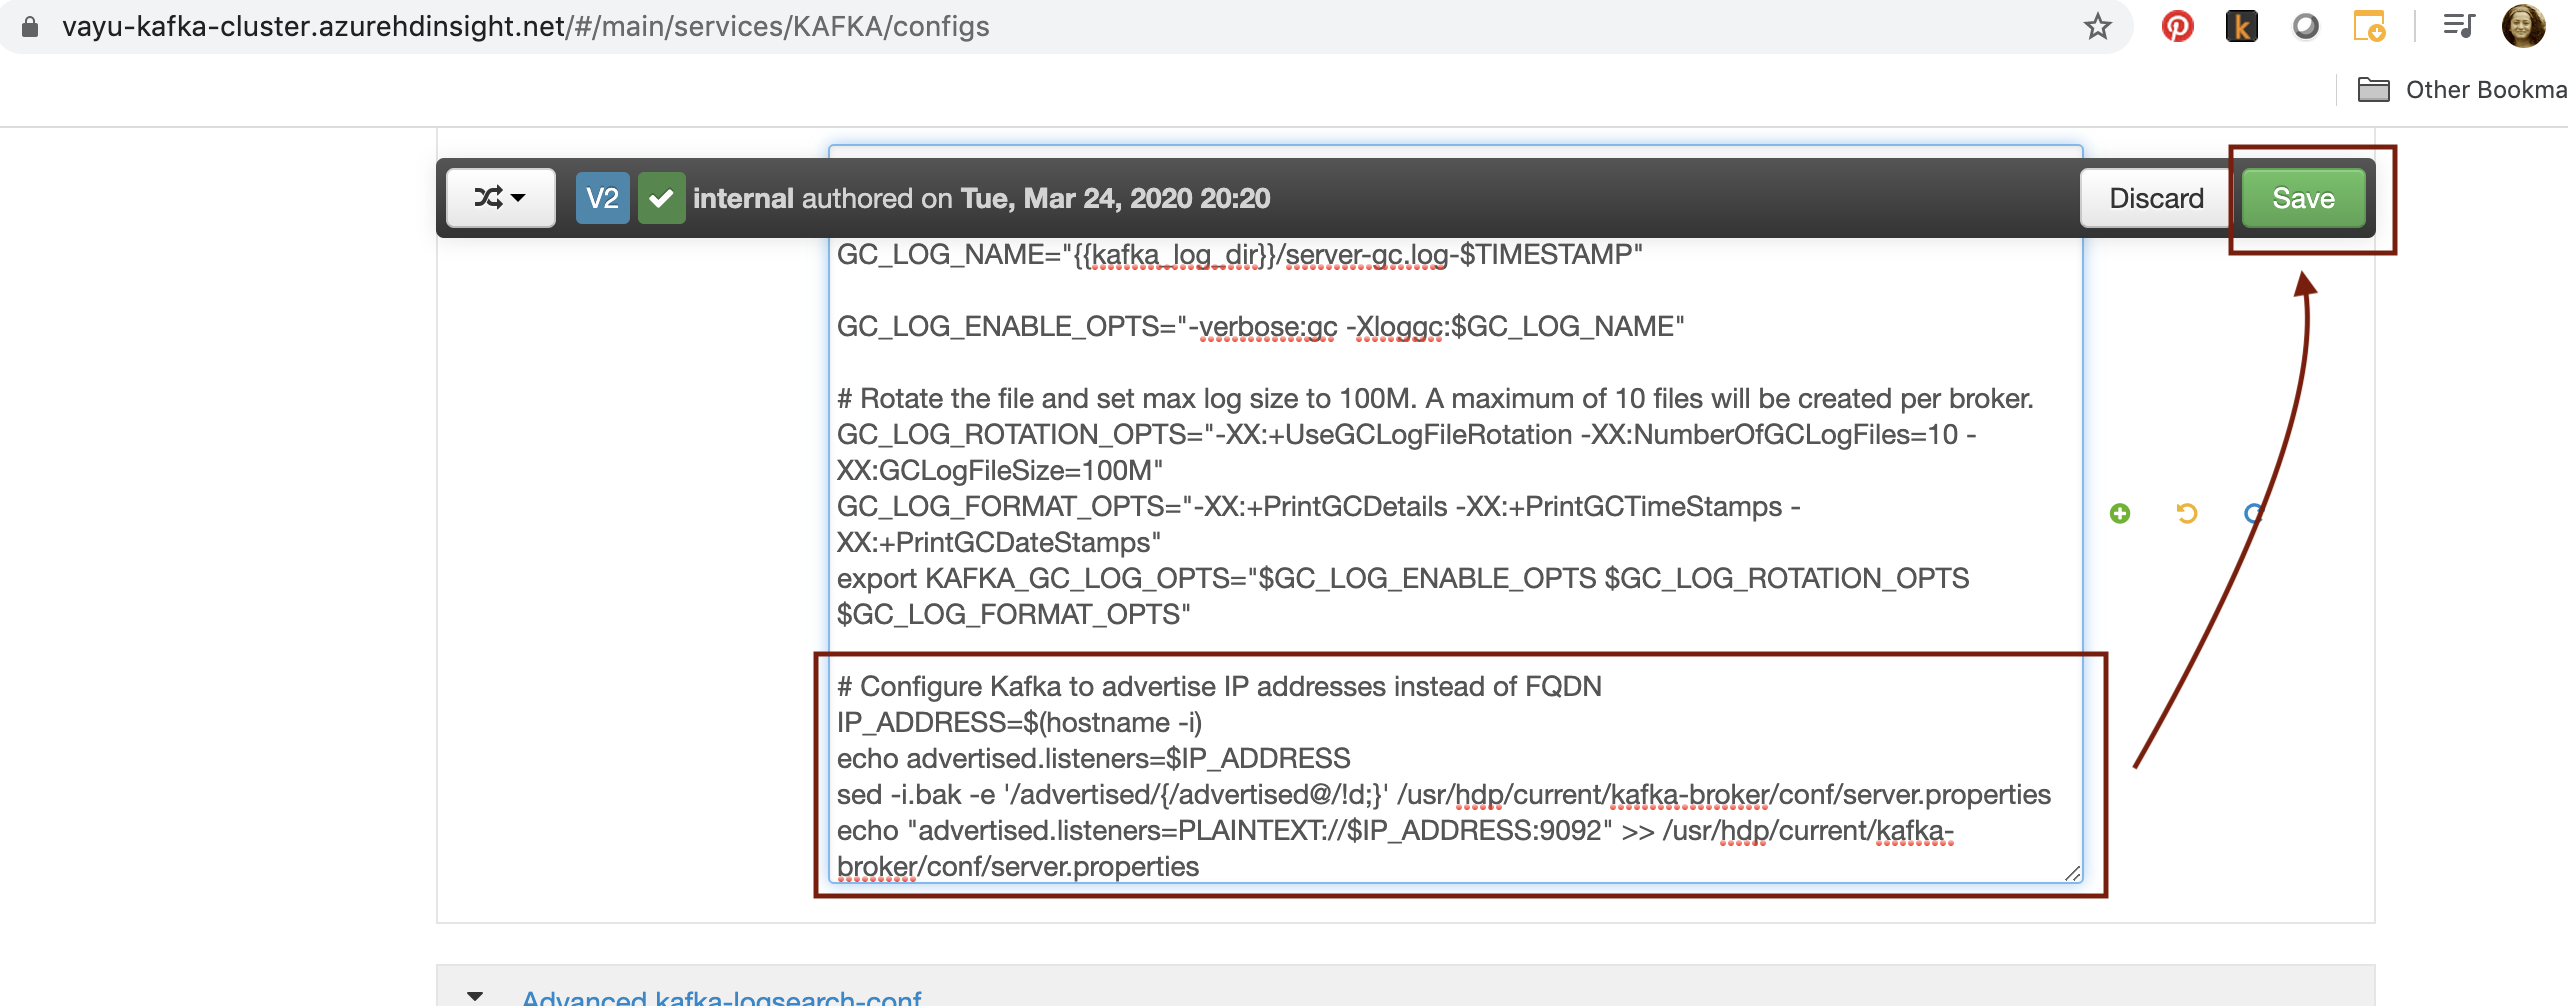 vayu-kafka-cluster.azurehdinsight.net/#/main/services/KAFKA/configs
k
Other Bookma
V2 internal authored on Tue, Mar 24, 2020 20:20 Discard Save
GC_LOG_NAME="{{kafka_log_dir}}/server-gc.log-$TIMESTAMP"
GC_LOG_ENABLE_OPTS="-verbose:gc -Xloggc:$GC_LOG_NAME"
# Rotate the file and set max log size to 100M. A maximum of 10 files will be created per broker.
GC_LOG_ROTATION_OPTS="-XX:+UseGCLogFileRotation -XX:NumberOfGCLogFiles=10 -
XX:GCLogFileSize=100M"
GC_LOG_FORMAT_OPTS="-XX:+PrintGCDetails -XX:+PrintGCTimeStamps -
XX:+PrintGCDateStamps"
export KAFKA_GC_LOG_OPTS="$GC_LOG_ENABLE_OPTS $GC_LOG_ROTATION_OPTS
$GC_LOG_FORMAT_OPTS"
# Configure Kafka to advertise IP addresses instead of FQDN
IP_ADDRESS=$(hostname -i)
echo advertised.listeners=$IP_ADDRESS
sed -i.bak -e '/advertised/{/advertised@/!d;}' /usr/hdp/current/kafka-broker/conf/server.properties
echo "advertised.listeners=PLAINTEXT://$IP_ADDRESS:9092" >> /usr/hdp/current/kafka-
broker/conf/server.properties
Advanced kafka-logsearch-conf